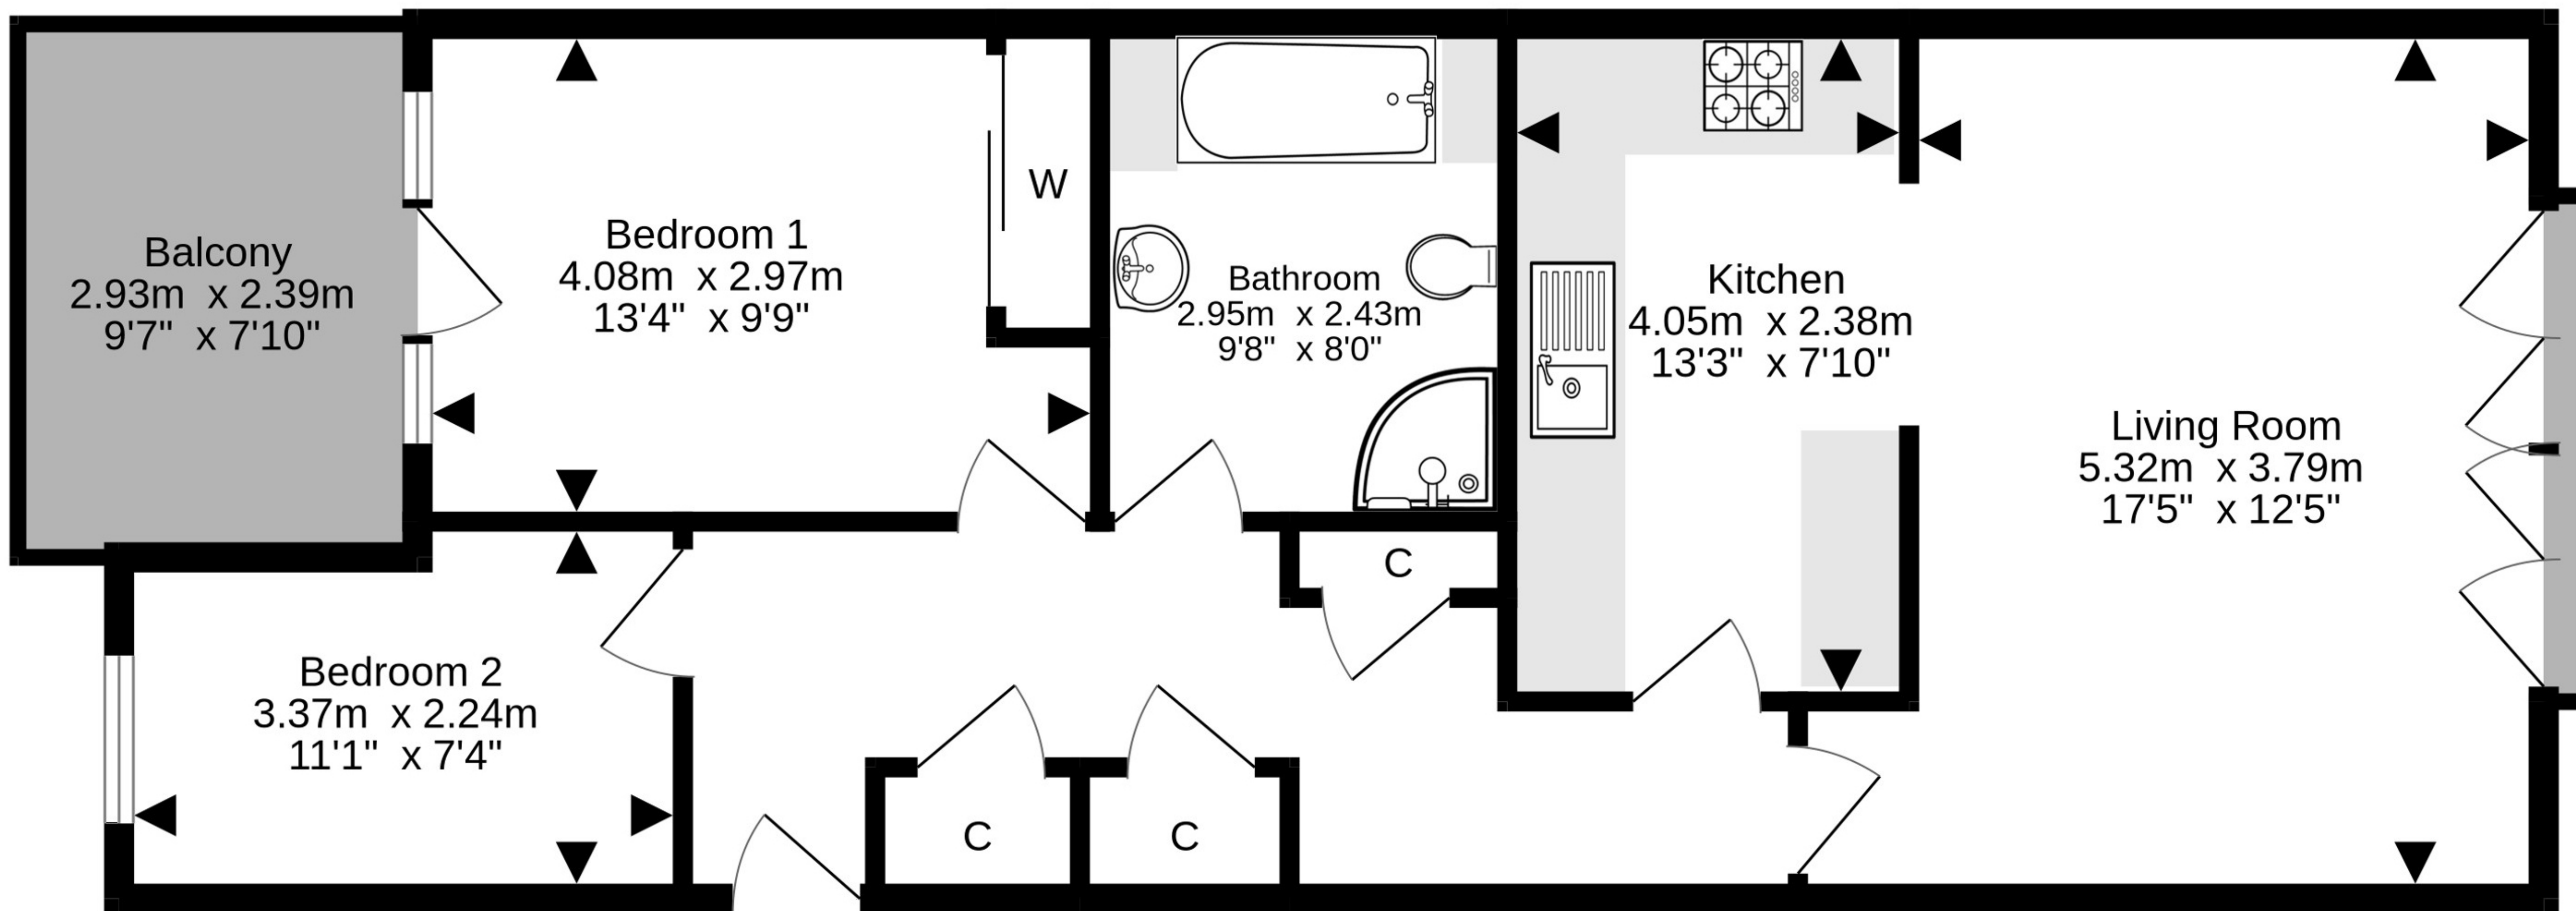 Balcony
2.93m x 2.39m
9'7" x 7'10"
Bedroom 1
4.08m x 2.97m
13'4" x 9'9"
W
Bathroom
2.95m x 2.43m
9'8" x 8'0"
Kitchen
4.05m x 2.38m
13'3" x 7'10"
Living Room
5.32m x 3.79m
17'5" x 12'5"
C
Bedroom 2
3.37m x 2.24m
11'1" x 7'4"
C
C